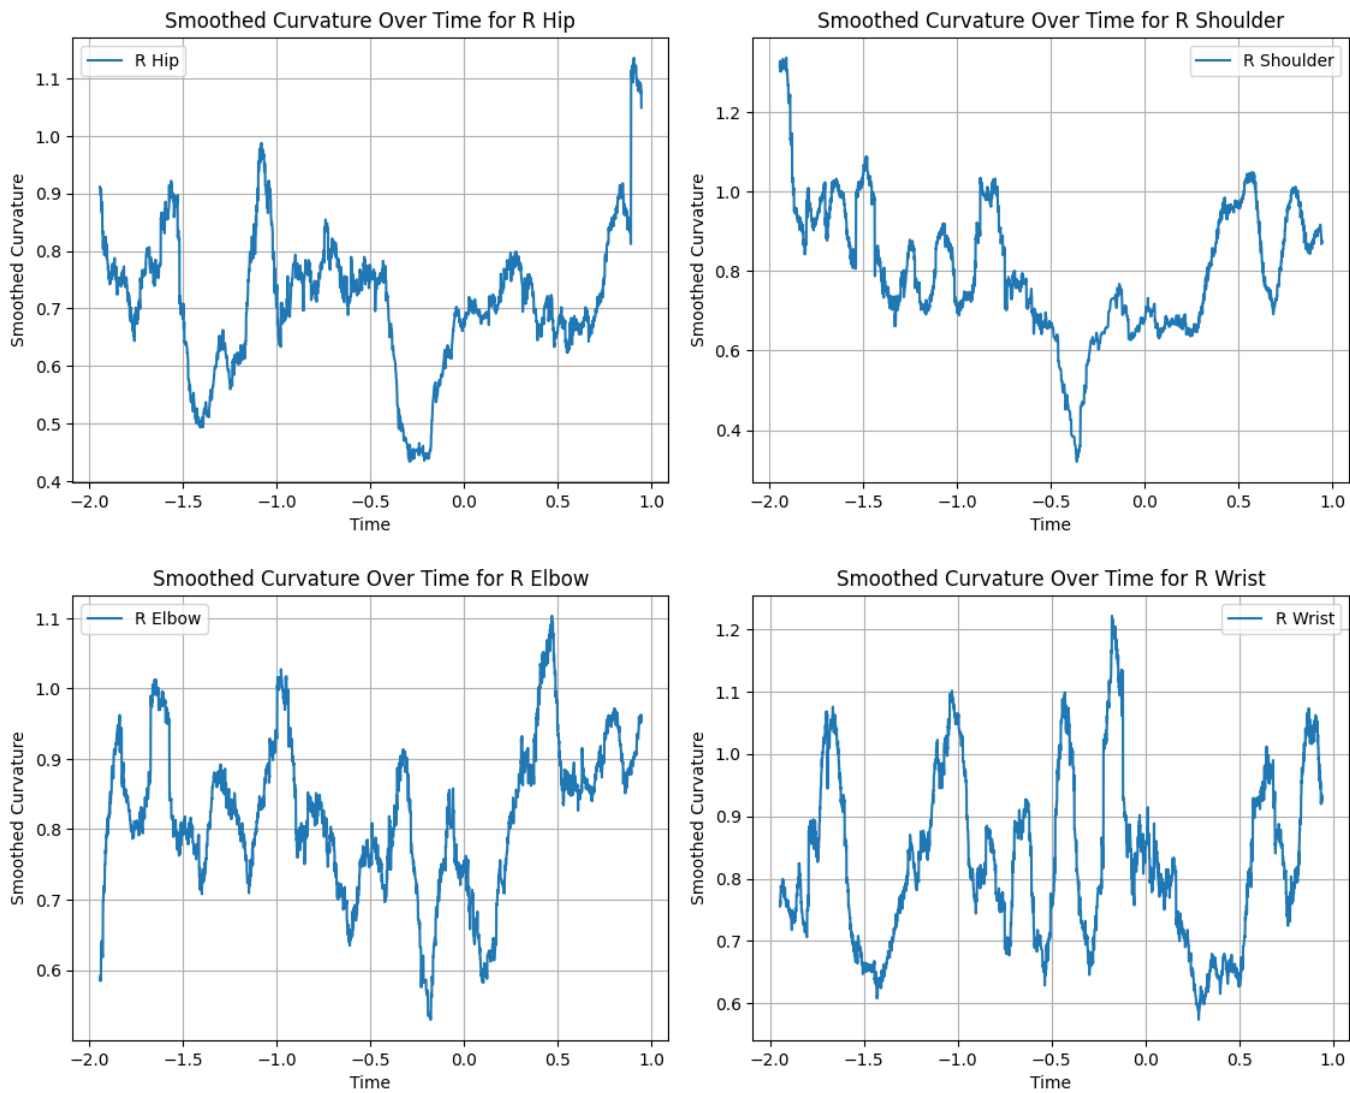 Smoothed Curvature Over Time for R Hip
R Hip
Smoothed Curvature
1.1
1.0
0.9
0.8
0.7
0.6
0.5
0.4
−2.0 −1.5 −1.0 −0.5 0.0 0.5 1.0
Time
Smoothed Curvature Over Time for R Shoulder
R Shoulder
Smoothed Curvature
1.2
1.0
0.8
0.6
0.4
−2.0 −1.5 −1.0 −0.5 0.0 0.5 1.0
Time
Smoothed Curvature Over Time for R Elbow
R Elbow
Smoothed Curvature
1.1
1.0
0.9
0.8
0.7
0.6
−2.0 −1.5 −1.0 −0.5 0.0 0.5 1.0
Time
Smoothed Curvature Over Time for R Wrist
R Wrist
Smoothed Curvature
1.2
1.1
1.0
0.9
0.8
0.7
0.6
−2.0 −1.5 −1.0 −0.5 0.0 0.5 1.0
Time